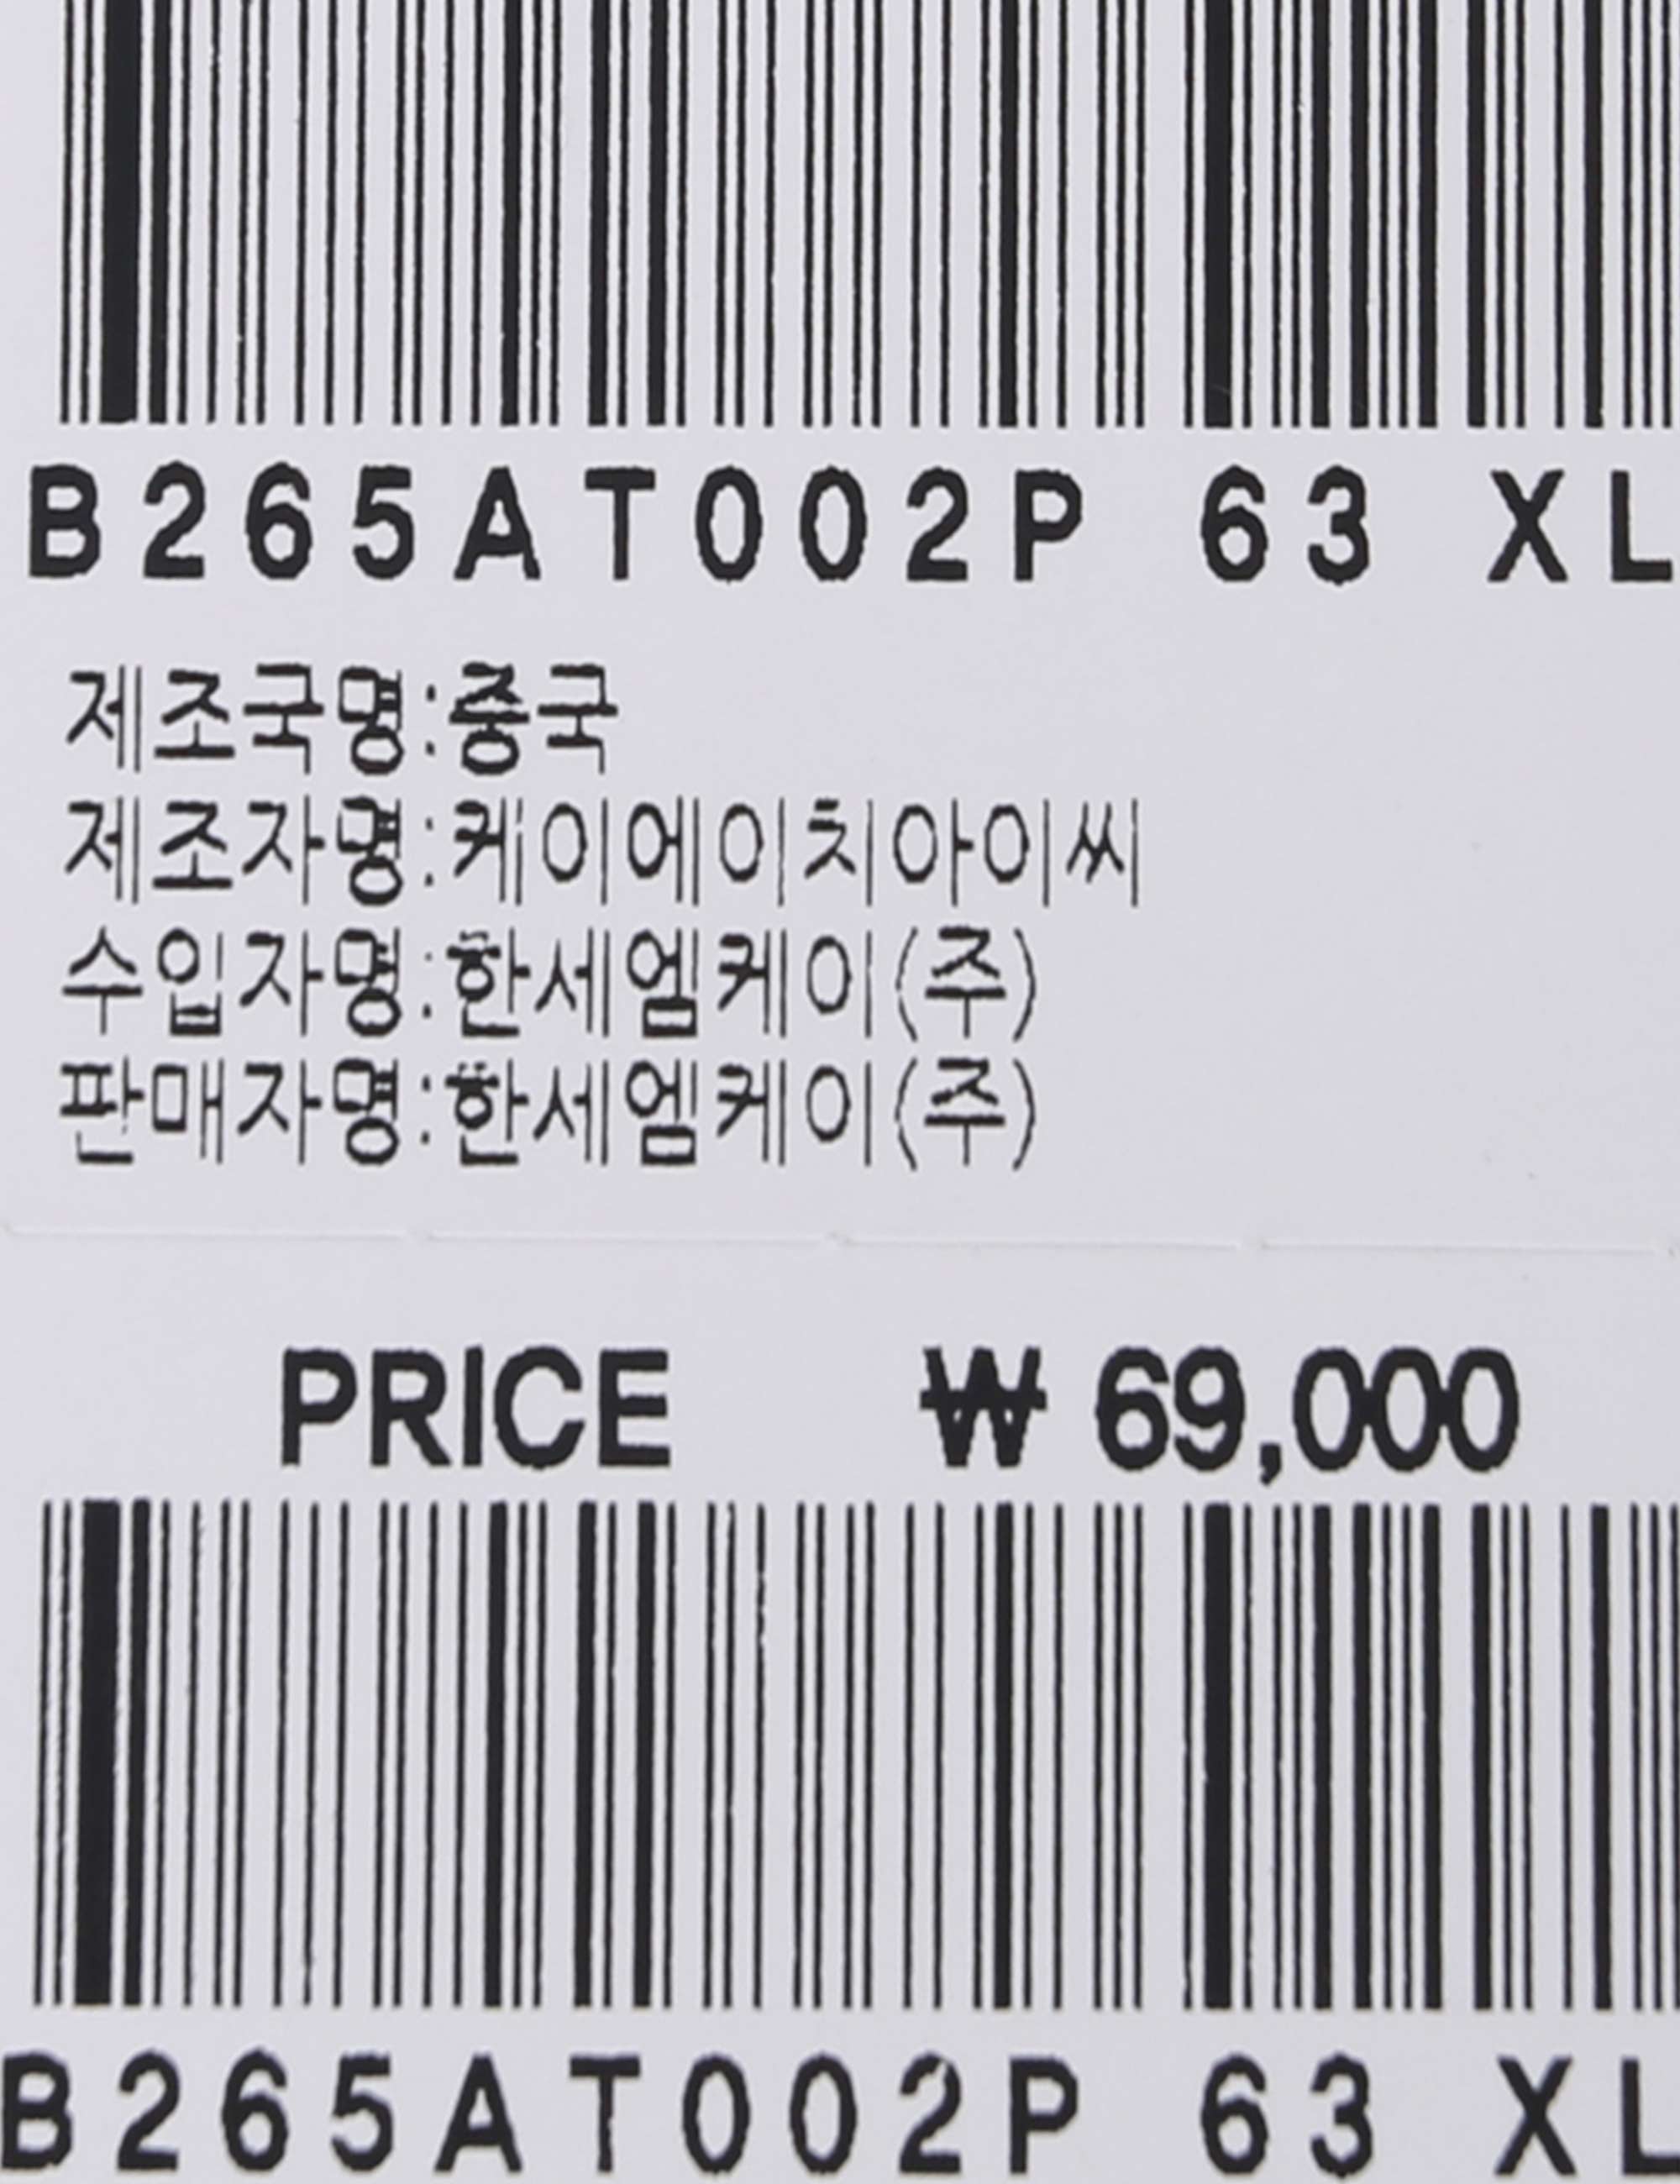 B265AT002P 63 XL
제조국명:중국
제조자명:케이에이치아이씨
수입자명:한세엠케이(주)
판매자명:한세엠케이(주)
PRICE ₩ 69,000
B265AT002P 63 XL